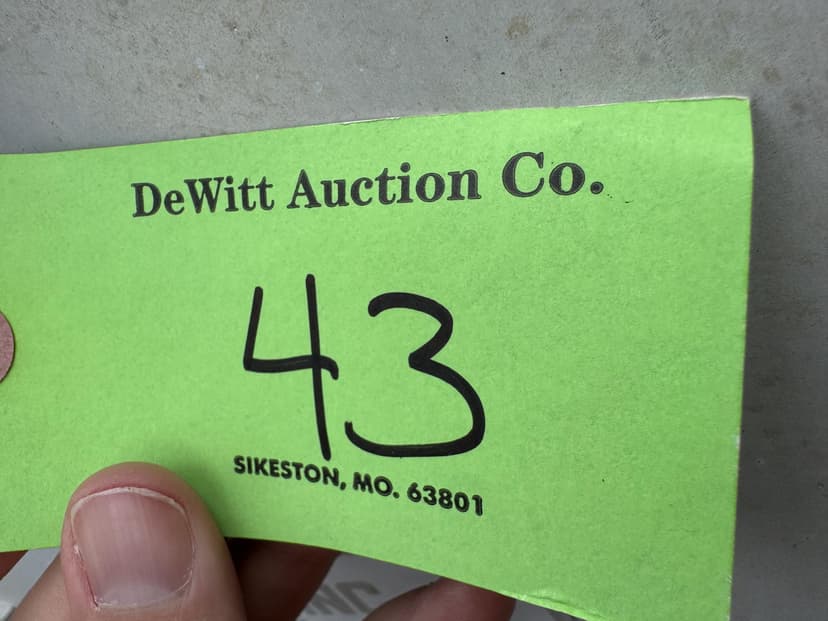 DeWitt Auction Co.
43
SIKESTON, MO. 63801